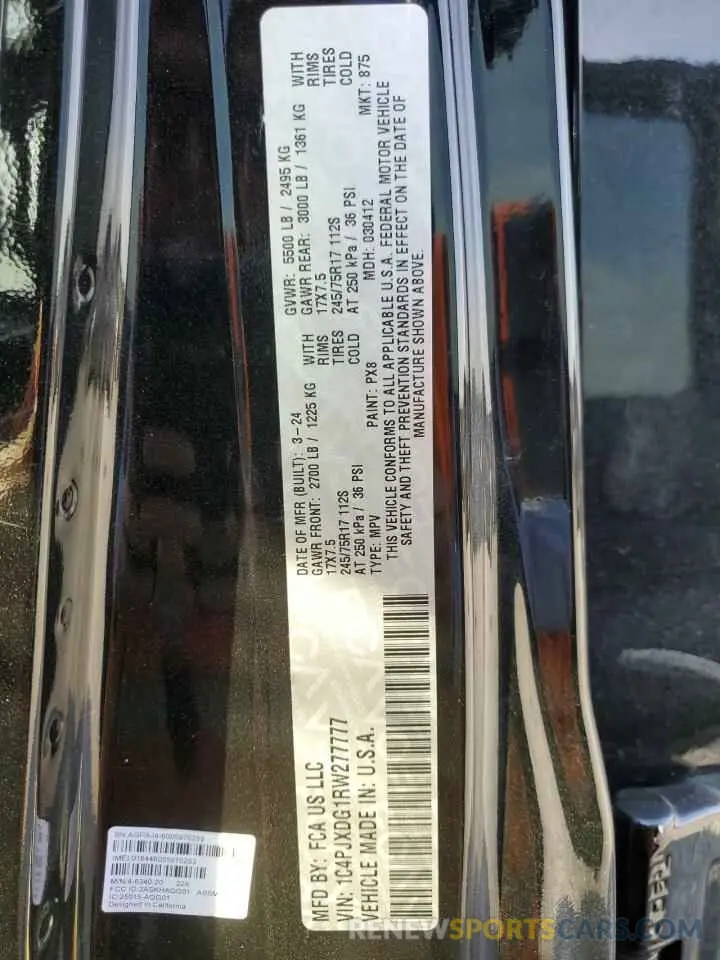 MFD BY: FCA US LLC
DATE OF MFR (BUILT): 3-24
GVWR: 5500 LB / 2495 KG
GAWR FRONT: 2700 LB / 1225 KG WITH
GAWR REAR: 3000 LB / 1361 KG WITH
17X7.5 RIMS
17X7.5 RIMS
245/75R17 112S TIRES
245/75R17 112S TIRES
AT 250 kPa / 36 PSI COLD
AT 250 kPa / 36 PSI COLD
VIN: 1C4PJXDG1RW277777
TYPE: MPV
PAINT: PX8
MDH: 030412
MKT: 875
VEHICLE MADE IN: U.S.A.
THIS VEHICLE CONFORMS TO ALL APPLICABLE U.S.A. FEDERAL MOTOR VEHICLE
SAFETY AND THEFT PREVENTION STANDARDS IN EFFECT ON THE DATE OF
MANUFACTURE SHOWN ABOVE.
Designed in California
RENEWSPORTSCARS.COM